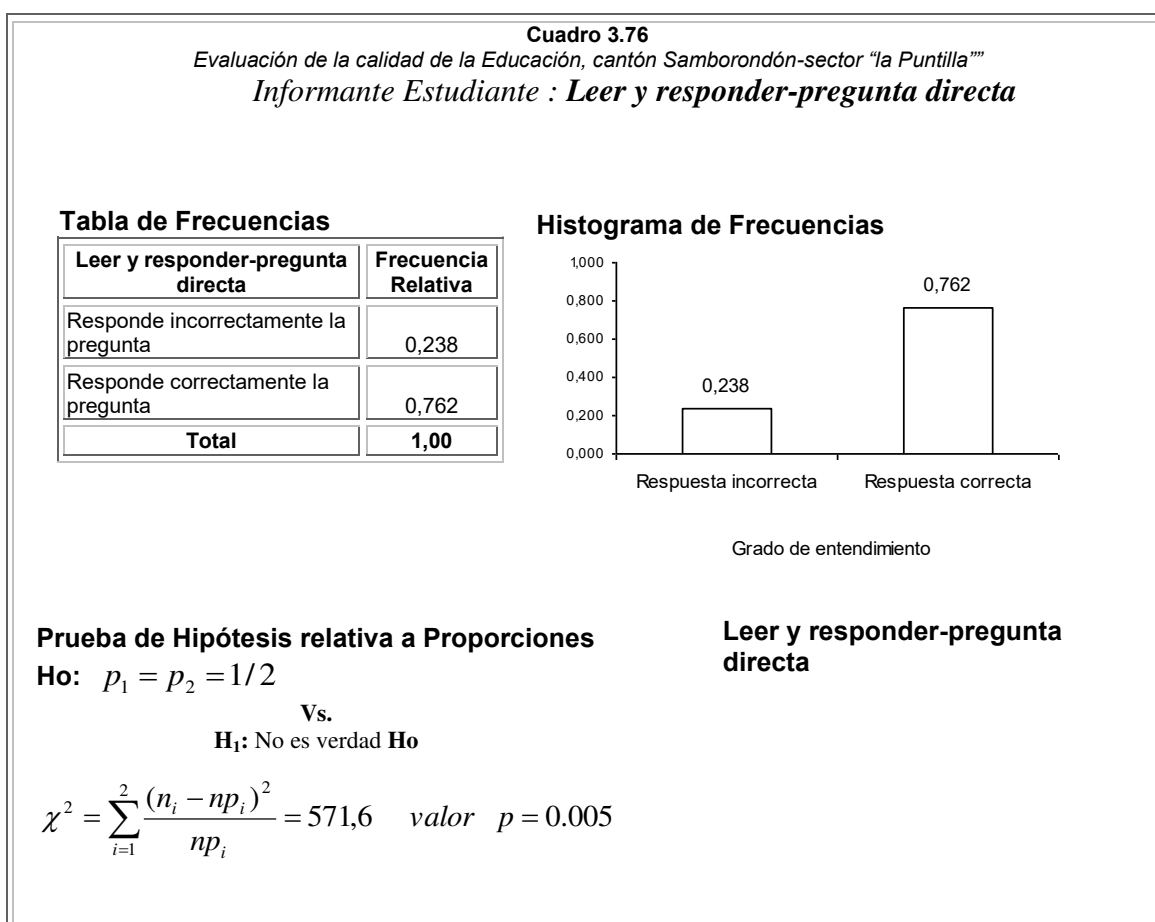 Cuadro 3.76
Evaluación de la calidad de la Educación, cantón Samborondón-sector “la Puntilla””
Informante Estudiante : Leer y responder-pregunta directa
Tabla de Frecuencias
Leer y responder-pregunta
directa
Frecuencia
Relativa
Responde incorrectamente la
pregunta
0,238
Responde correctamente la
pregunta
0,762
Total
1,00
Histograma de Frecuencias
1,000
0,800
0,600
0,400
0,200
0,000
0,238
0,762
Respuesta incorrecta
Respuesta correcta
Grado de entendimiento
Prueba de Hipótesis relativa a Proporciones
Ho: p₁ = p₂ = 1/2
Vs.
H₁: No es verdad Ho
χ² = ∑ᵢ₌₁² (nᵢ − npᵢ)² / npᵢ = 571,6 valor p = 0.005
Leer y responder-pregunta
directa